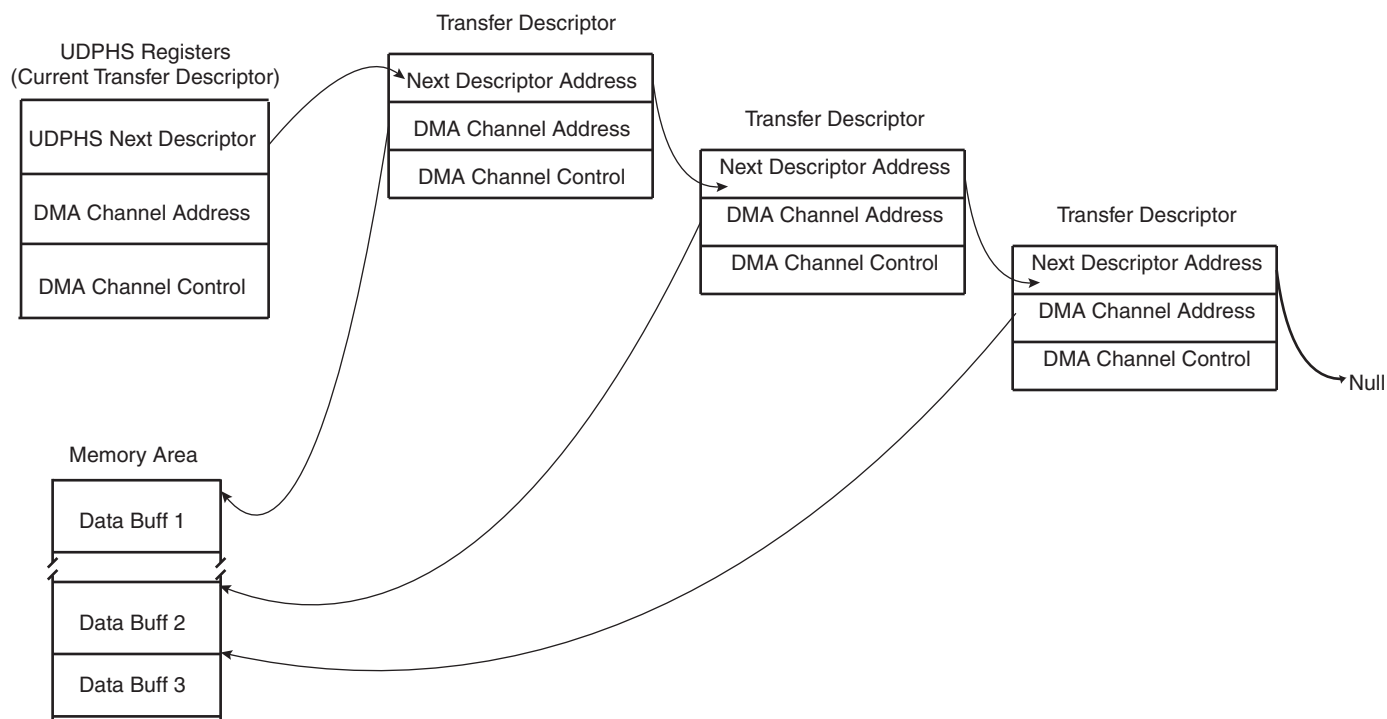 Transfer Descriptor
UDPHS Registers
(Current Transfer Descriptor)
UDPHS Next Descriptor
DMA Channel Address
DMA Channel Control
Next Descriptor Address
DMA Channel Address
DMA Channel Control
Transfer Descriptor
Next Descriptor Address
DMA Channel Address
DMA Channel Control
Transfer Descriptor
Next Descriptor Address
DMA Channel Address
DMA Channel Control
Null
Memory Area
Data Buff 1
Data Buff 2
Data Buff 3